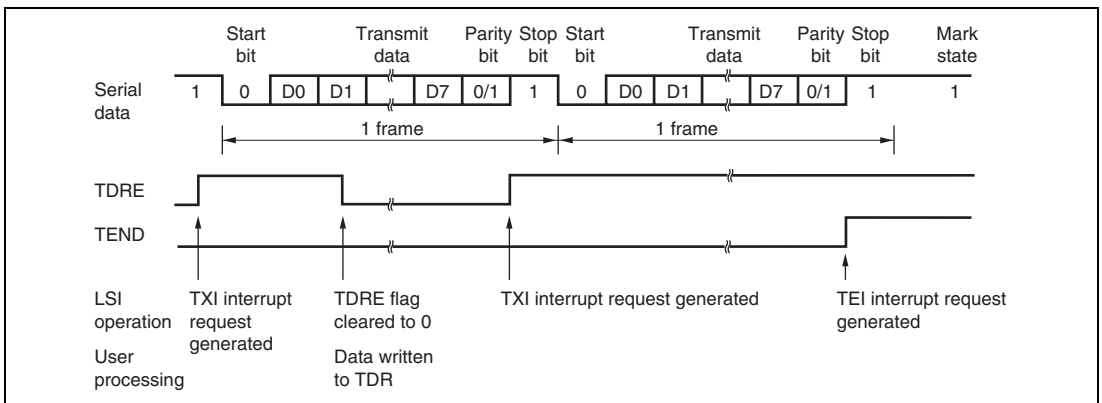 Start bit
Transmit data
Parity bit
Stop bit
Start bit
Transmit data
Parity bit
Stop bit
Mark state
Serial data
1 0 D0 D1 D7 0/1 1 0 D0 D1 D7 0/1 1 1
1 frame 1 frame
TDRE
TEND
LSI operation
TXI interrupt request generated
TDRE flag cleared to 0
TXI interrupt request generated
TEI interrupt request generated
User processing
Data written to TDR